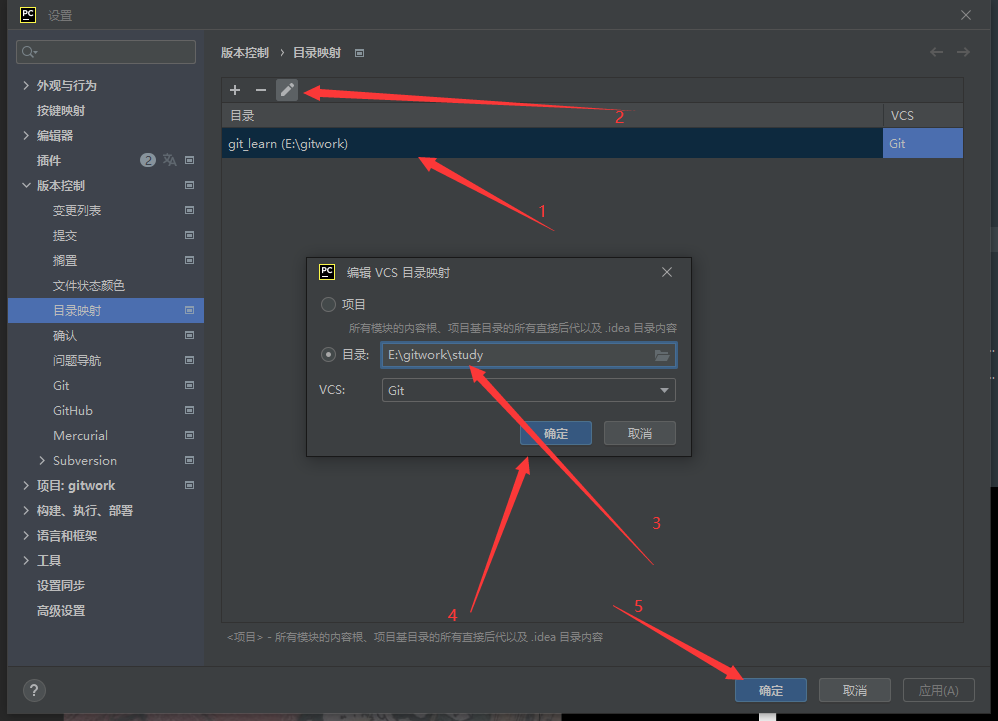 PC 设置
版本控制 › 目录映射
外观与行为
按键映射
编辑器
插件 2
版本控制
变更列表
提交
搁置
文件状态颜色
目录映射
确认
问题导航
Git
GitHub
Mercurial
Subversion
项目: gitwork
构建、执行、部署
语言和框架
工具
设置同步
高级设置
目录 VCS
git_learn (E:\gitwork) Git
2
1
PC 编辑 VCS 目录映射
项目
所有模块的内容根、项目基目录的所有直接后代以及 .idea 目录内容
目录: E:\gitwork\study
VCS: Git
确定 取消
3
4
5
<项目> - 所有模块的内容根、项目基目录的所有直接后代以及 .idea 目录内容
? 确定 取消 应用(A)